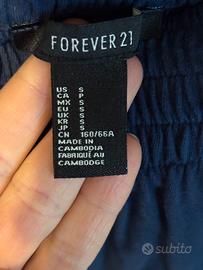 FOREVER 21
US S
CA P
MX S
EU S
UK S
KR S
JP S
CN 160/66A
MADE IN
CAMBODIA
FABRIQUÉ AU
CAMBODGE
subito